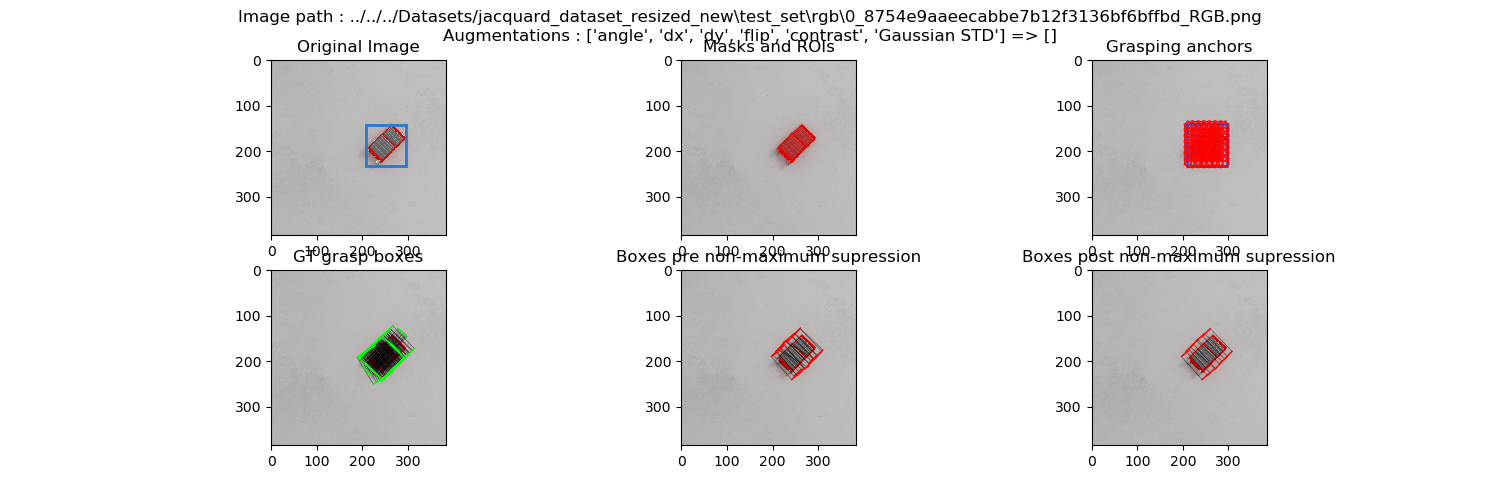 Image path : ../../../Datasets/jacquard_dataset_resized_new\test_set\rgb\0_8754e9aaeecabbe7b12f3136bf6bffbd_RGB.png
Augmentations : ['angle', 'dx', 'dy', 'flip', 'contrast', 'Gaussian STD'] => []
Original Image
Masks and ROIs
Grasping anchors
0
100
200
300
0 100 200 300
0
100
200
300
0 100 200 300
0
100
200
300
0 100 200 300
GT grasp boxes
Boxes pre non-maximum supression
Boxes post non-maximum supression
0
100
200
300
0 100 200 300
0
100
200
300
0 100 200 300
0
100
200
300
0 100 200 300